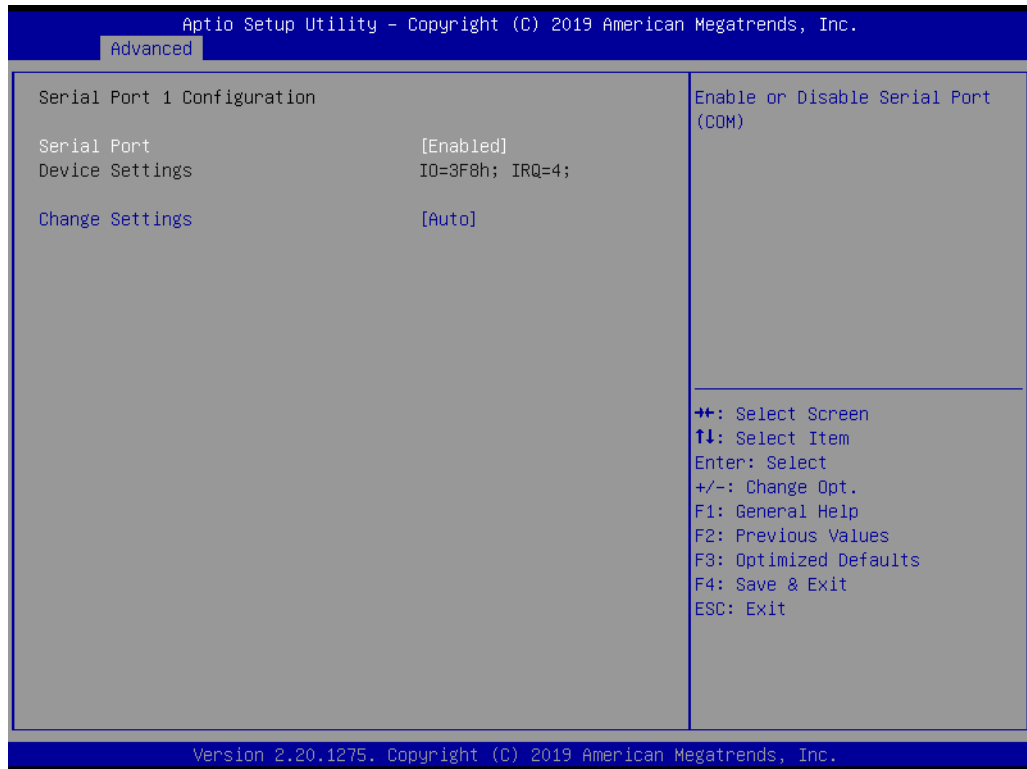 Aptio Setup Utility – Copyright (C) 2019 American Megatrends, Inc.
Advanced
Serial Port 1 Configuration
Serial Port [Enabled]
Device Settings IO=3F8h; IRQ=4;
Change Settings [Auto]
Enable or Disable Serial Port
(COM)
→←: Select Screen
↑↓: Select Item
Enter: Select
+/-: Change Opt.
F1: General Help
F2: Previous Values
F3: Optimized Defaults
F4: Save & Exit
ESC: Exit
Version 2.20.1275. Copyright (C) 2019 American Megatrends, Inc.